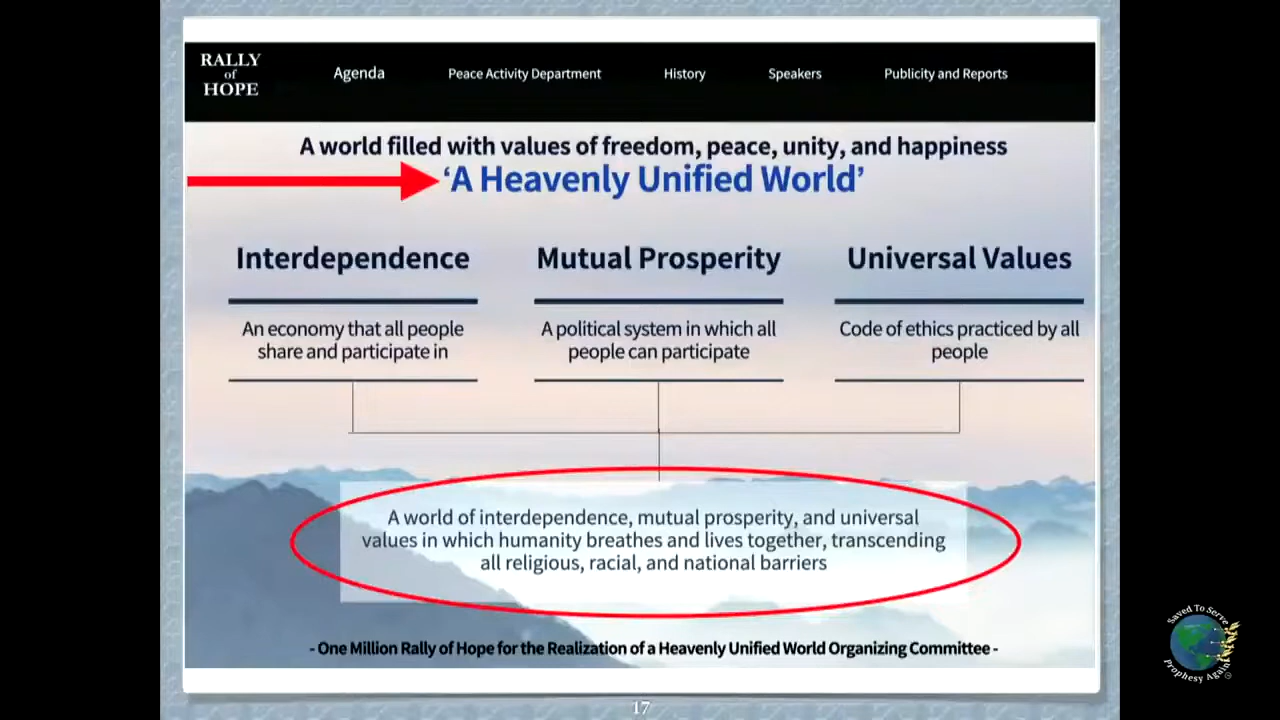 RALLY
of
HOPE
Agenda
Peace Activity Department
History
Speakers
Publicity and Reports
A world filled with values of freedom, peace, unity, and happiness
‘A Heavenly Unified World’
Interdependence
An economy that all people
share and participate in
Mutual Prosperity
A political system in which all
people can participate
Universal Values
Code of ethics practiced by all
people
A world of interdependence, mutual prosperity, and universal
values in which humanity breathes and lives together, transcending
all religious, racial, and national barriers
- One Million Rally of Hope for the Realization of a Heavenly Unified World Organizing Committee -
17
Saved To Serve
Prophesy Again